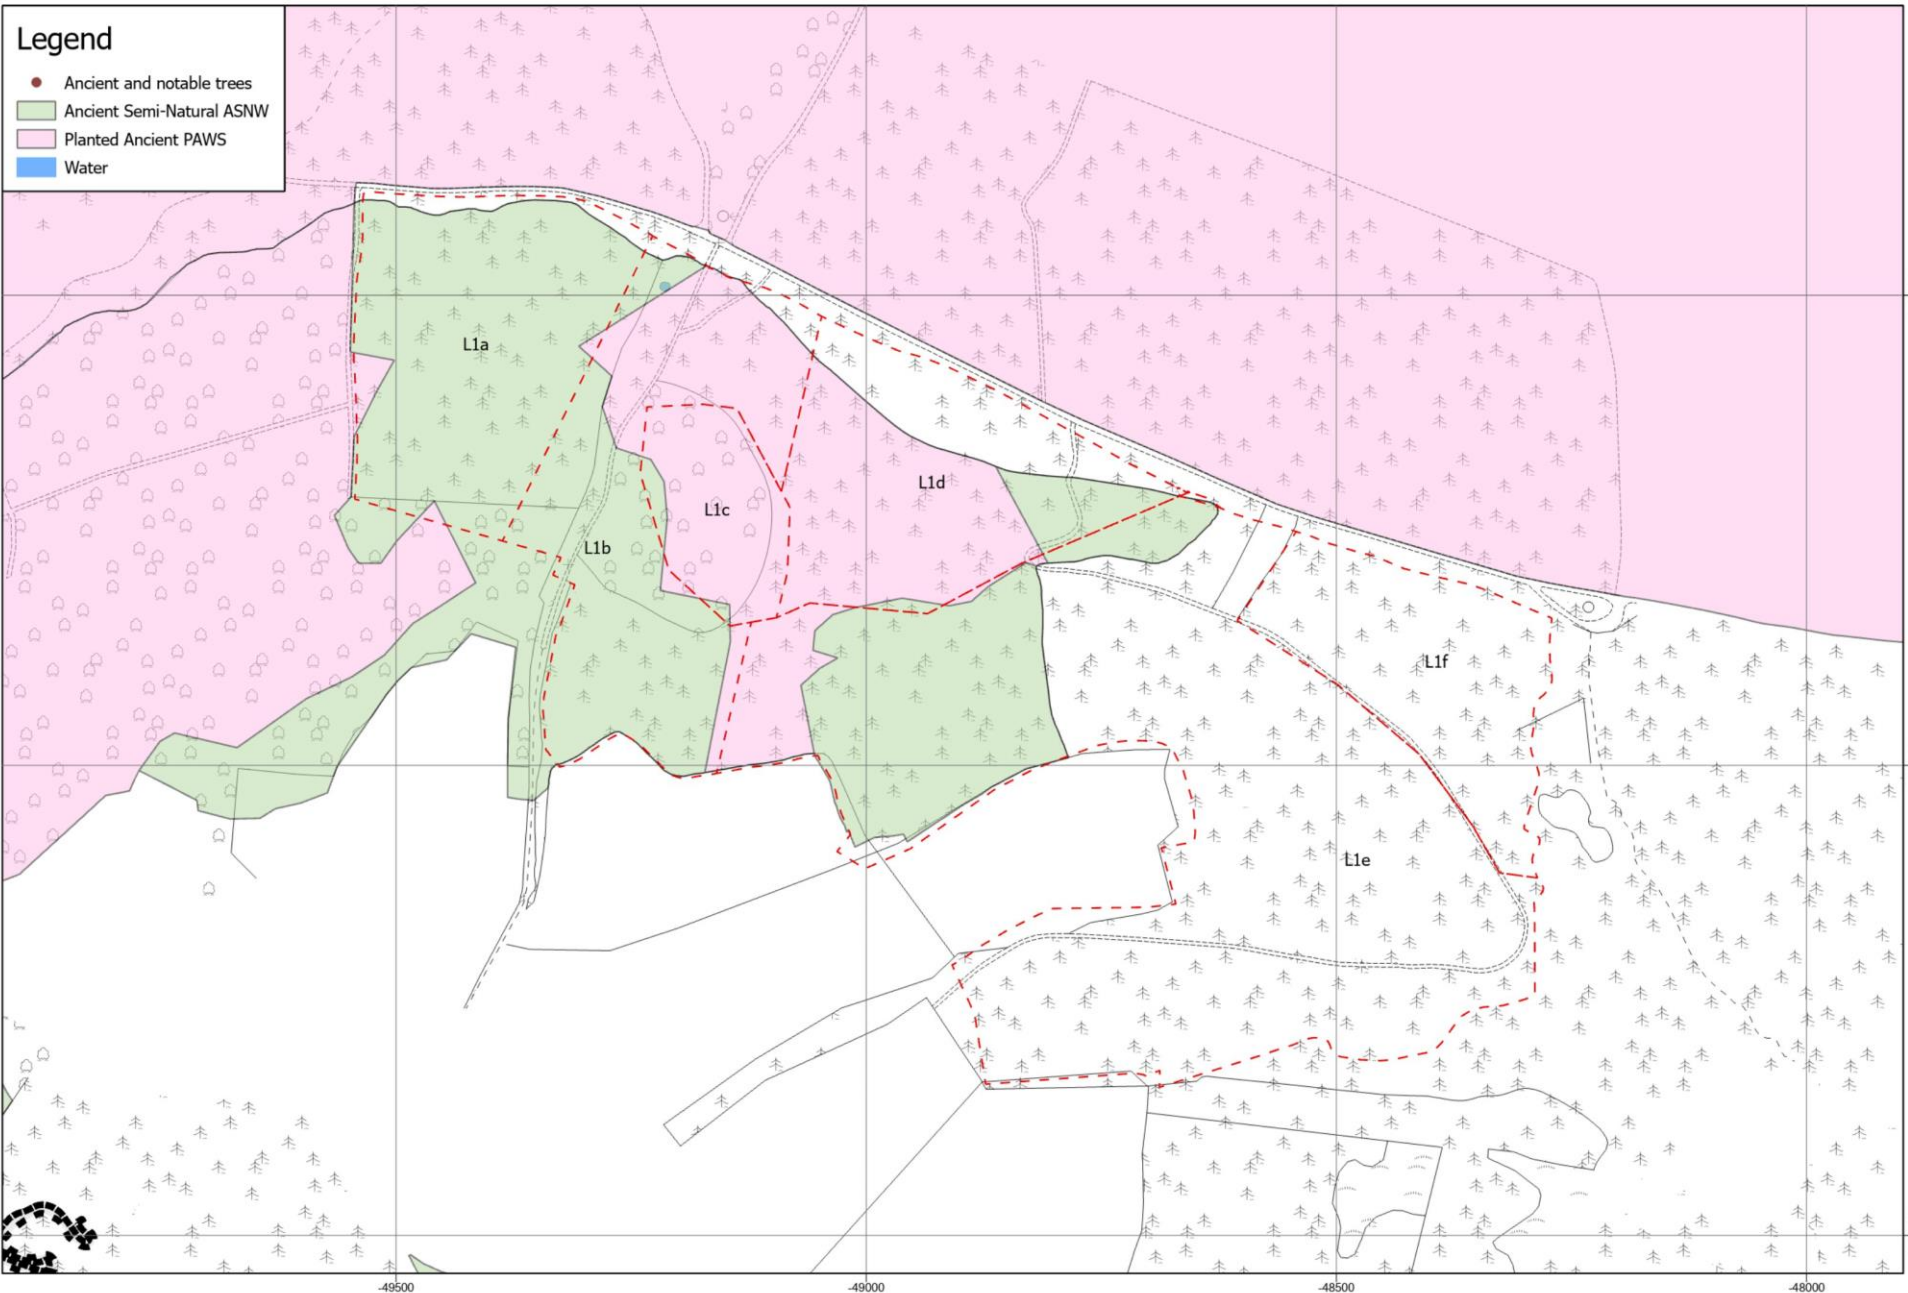 Legend
Ancient and notable trees
Ancient Semi-Natural ASNW
Planted Ancient PAWS
Water
L1a
L1d
L1c
L1b
L1f
L1e
-49500
-49000
-48500
-48000